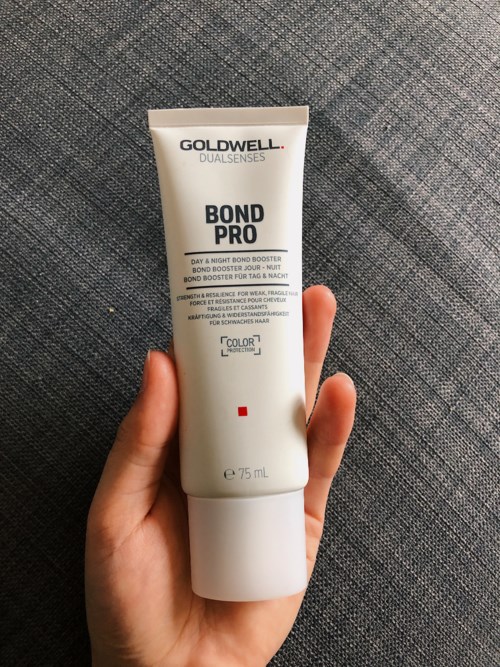 GOLDWELL.
DUALSENSES
BOND
PRO
DAY & NIGHT BOND BOOSTER
BOND BOOSTER JOUR - NUIT
BOND BOOSTER FÜR TAG & NACHT
STRENGTH & RESILIENCE FOR WEAK, FRAGILE HAIR
FORCE ET RÉSISTANCE POUR CHEVEUX
FRAGILES ET CASSANTS
KRÄFTIGUNG & WIDERSTANDSFÄHIGKEIT
FÜR SCHWACHES HAAR
COLOR
PROTECTION
℮ 75 mL